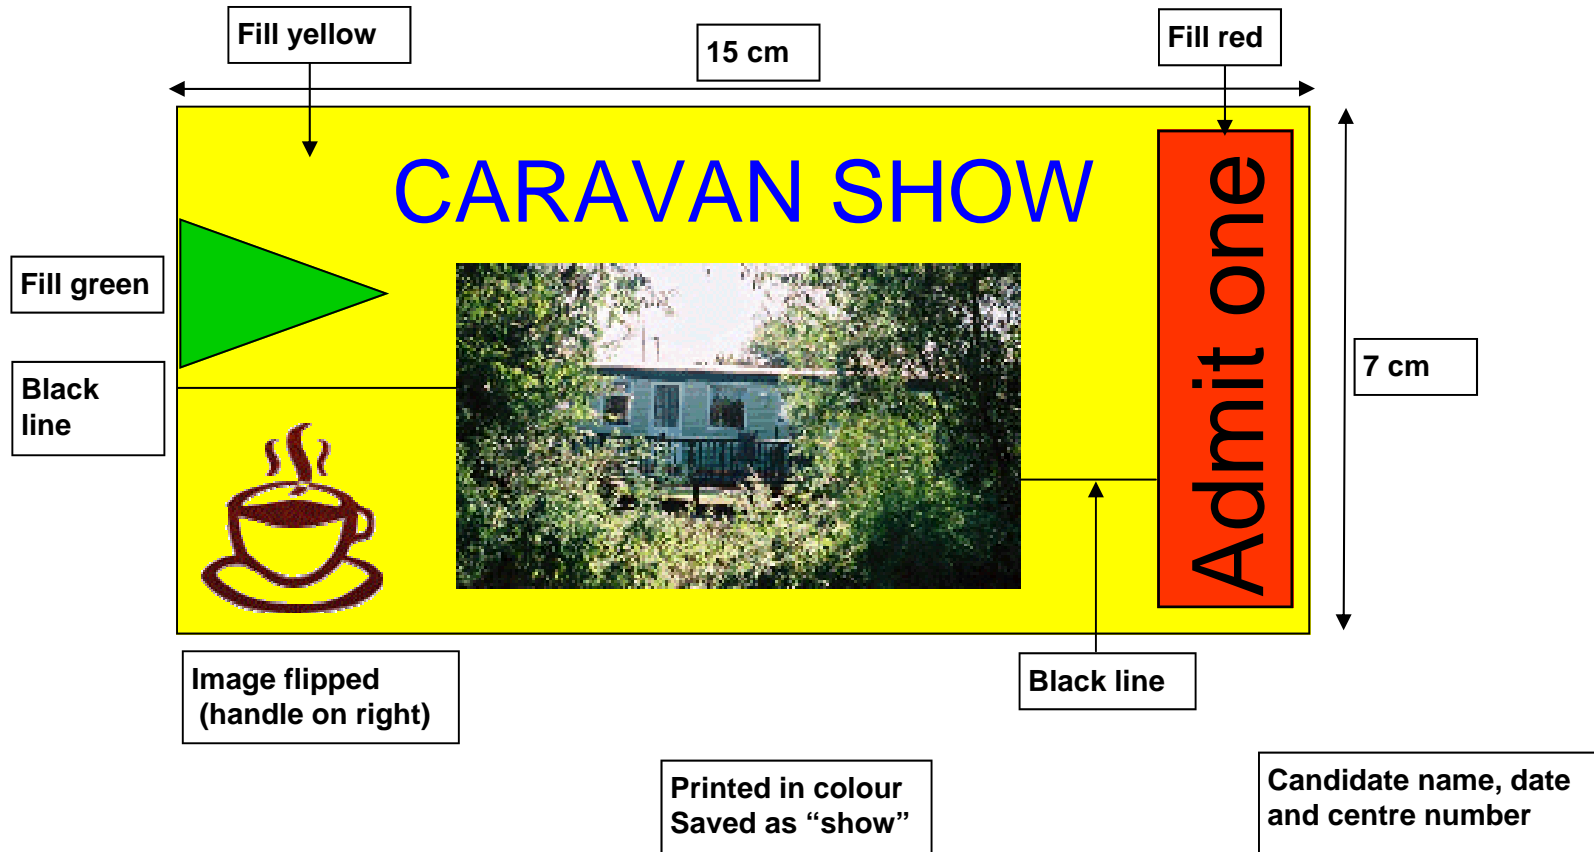 Fill yellow
15 cm
Fill red
CARAVAN SHOW
Admit one
Fill green
Black
line
7 cm
Image flipped
(handle on right)
Black line
Printed in colour
Saved as “show”
Candidate name, date
and centre number